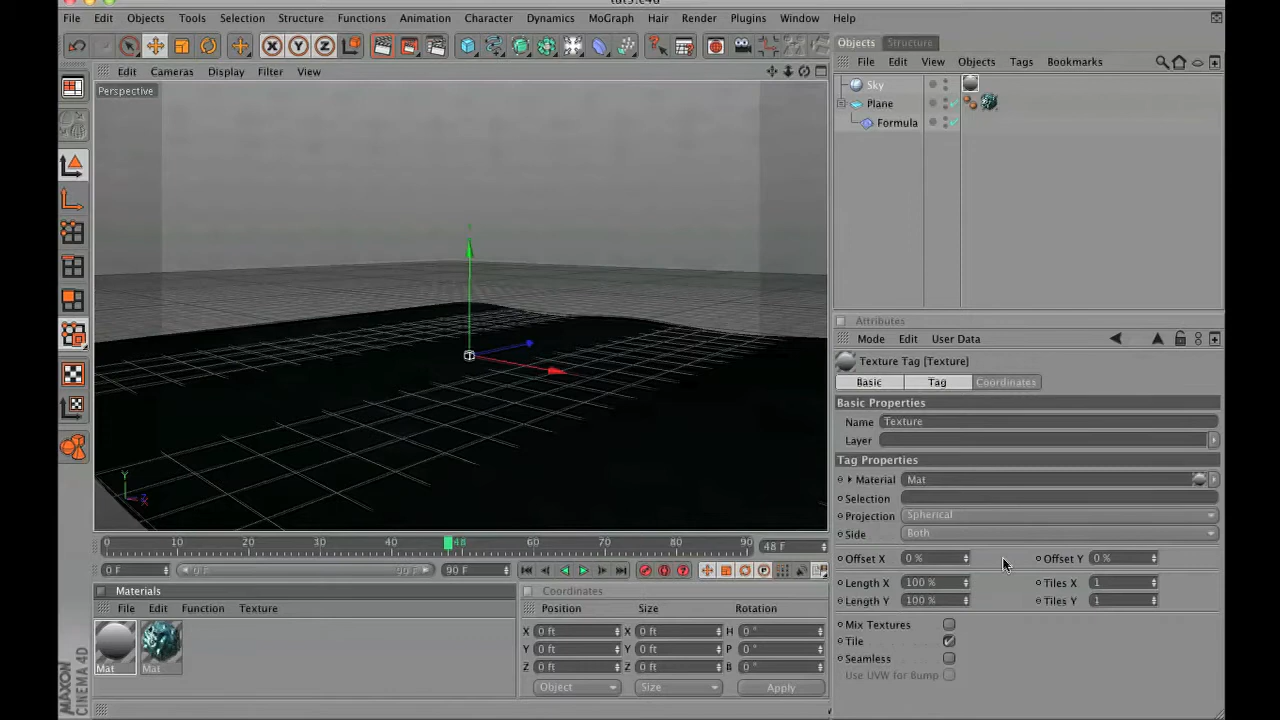 tut5.c4d
File Edit Objects Tools Selection Structure Functions Animation Character Dynamics MoGraph Hair Render Plugins Window Help
X Y Z
Objects Structure
File Edit View Objects Tags Bookmarks
Edit Cameras Display Filter View
Perspective
Sky
Plane
Formula
Attributes
Mode Edit User Data
Texture Tag [Texture]
Basic Tag Coordinates
Basic Properties
Name Texture
Layer
Tag Properties
Material Mat
Selection
Projection Spherical
Side Both
Offset X 0 % Offset Y 0 %
Length X 100 % Tiles X 1
Length Y 100 % Tiles Y 1
Mix Textures
Tile
Seamless
Use UVW for Bump
Y
Z
X
0 10 20 30 40 48 60 70 80 90 48 F
0 F 0 F 90 F 90 F
Materials
File Edit Function Texture
Mat Mat
Coordinates
Position Size Rotation
X 0 ft X 0 ft H 0 °
Y 0 ft Y 0 ft P 0 °
Z 0 ft Z 0 ft B 0 °
Object Size Apply
MAXON
CINEMA 4D